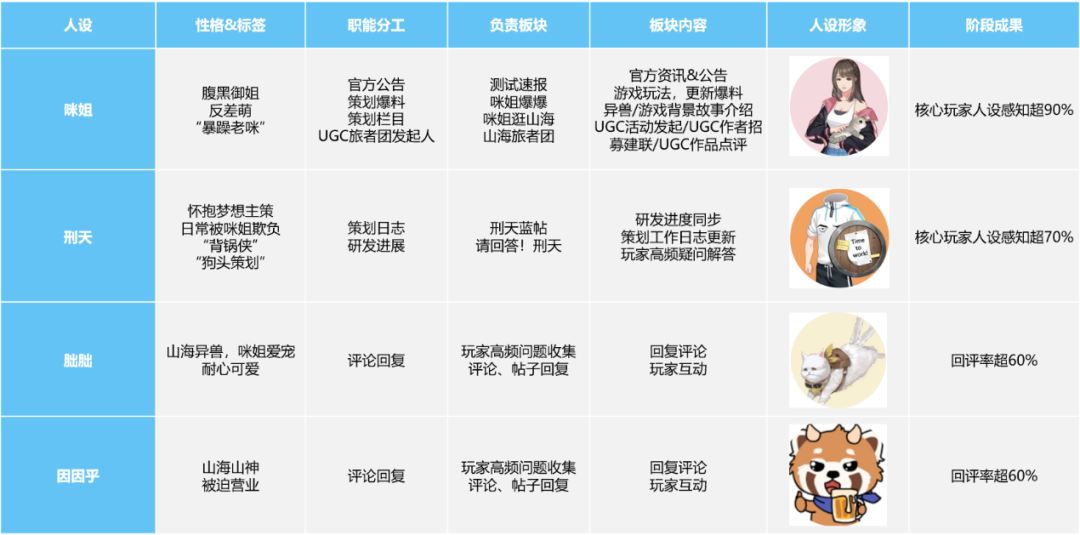 人设
性格&标签
职能分工
负责板块
板块内容
人设形象
阶段成果
咪姐
腹黑御姐
反差萌
“暴躁老咪”
官方公告
策划爆料
策划栏目
UGC旅者团发起人
测试速报
咪姐爆爆
咪姐逛山海
山海旅者团
官方资讯&公告
游戏玩法，更新爆料
异兽/游戏背景故事介绍
UGC活动发起/UGC作者招
募建联/UGC作品点评
核心玩家人设感知超90%
刑天
怀抱梦想主策
日常被咪姐欺负
“背锅侠”
“狗头策划”
策划日志
研发进展
刑天蓝帖
请回答！刑天
研发进度同步
策划工作日志更新
玩家高频疑问解答
Time
to
work!
核心玩家人设感知超70%
朏朏
山海异兽，咪姐爱宠
耐心可爱
评论回复
玩家高频问题收集
评论、帖子回复
回复评论
玩家互动
回评率超60%
因因乎
山海山神
被迫营业
评论回复
玩家高频问题收集
评论、帖子回复
回复评论
玩家互动
回评率超60%